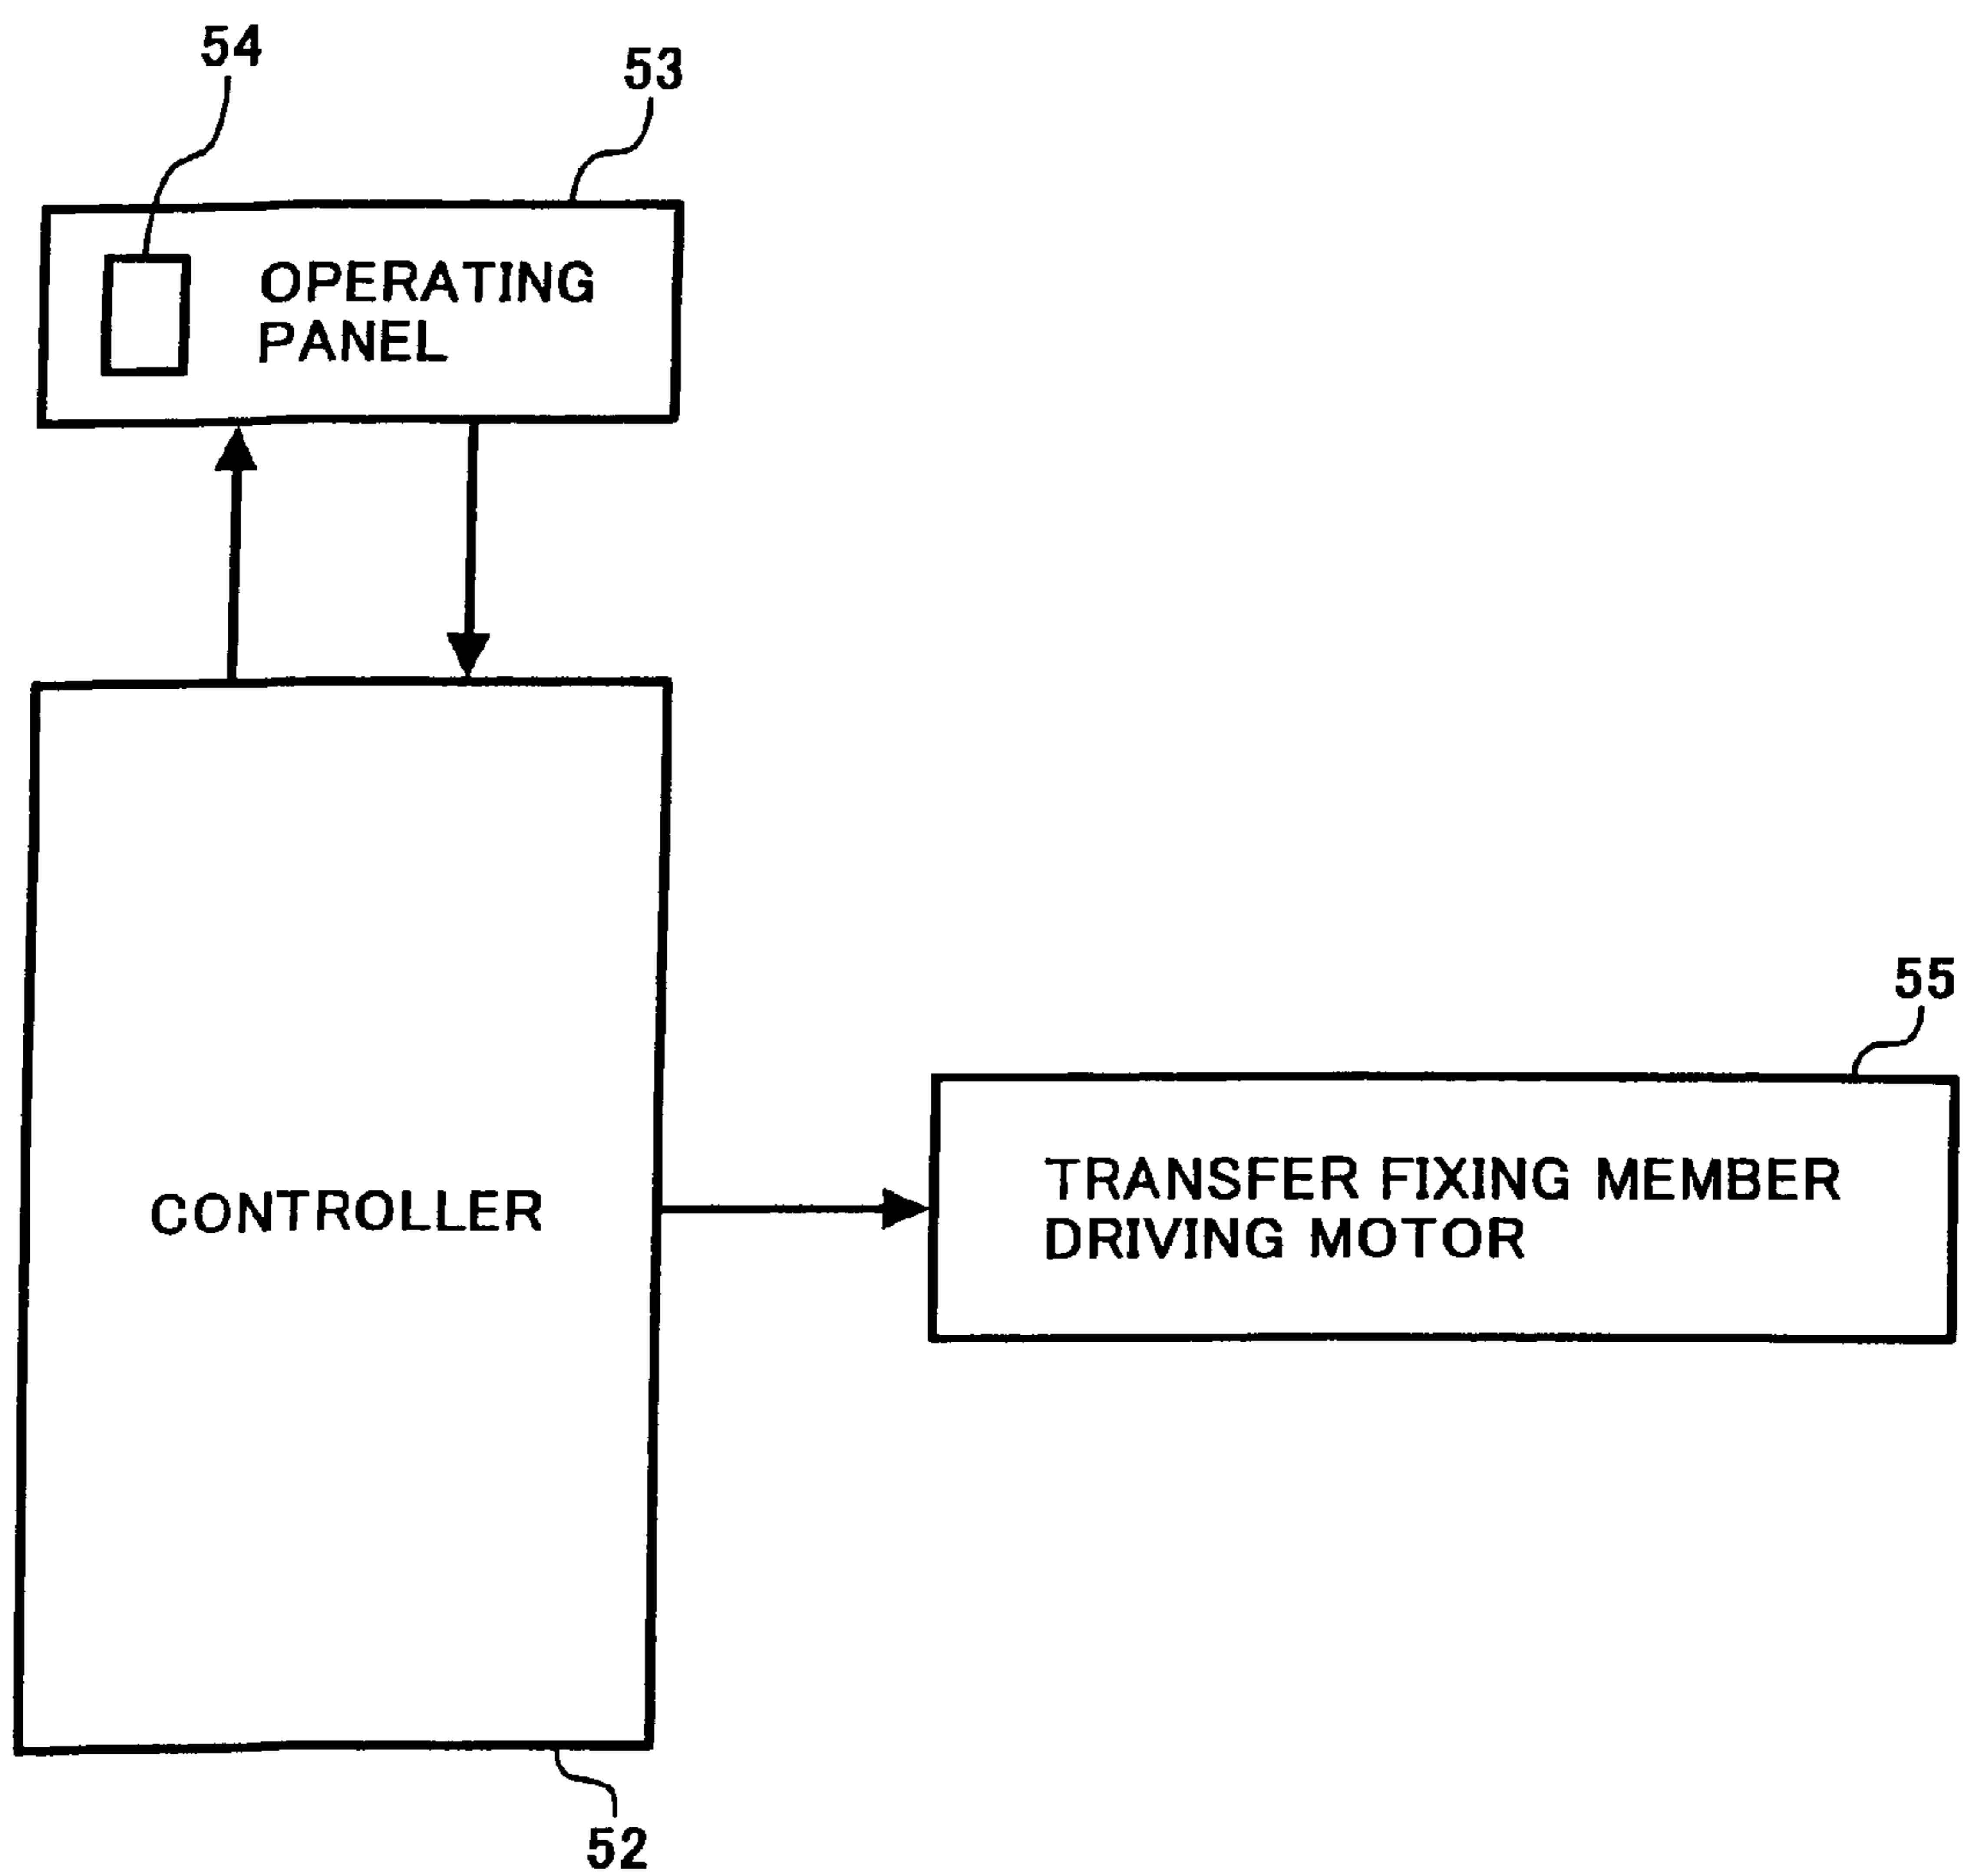 54
53
OPERATING
PANEL
55
TRANSFER FIXING MEMBER
DRIVING MOTOR
CONTROLLER
52